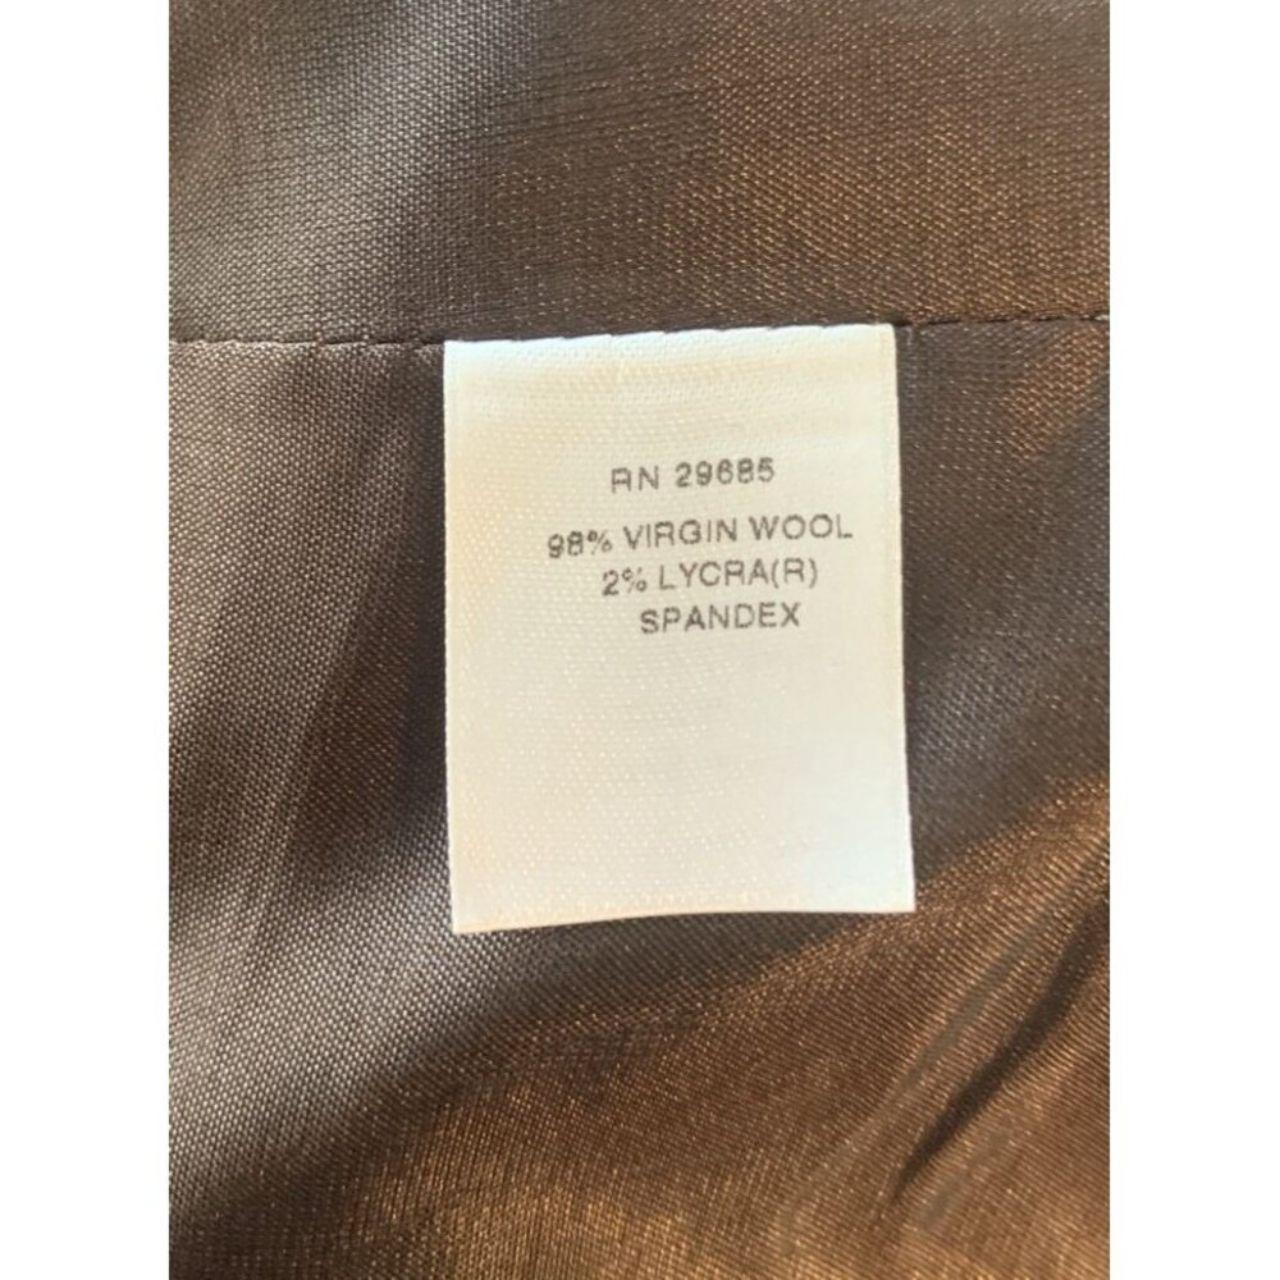 RN 29685
98% VIRGIN WOOL
2% LYCRA(R)
SPANDEX